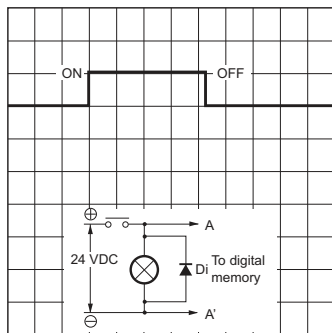 ON OFF
⊕
A
24 VDC
Di
To digital
memory
A'
⊖